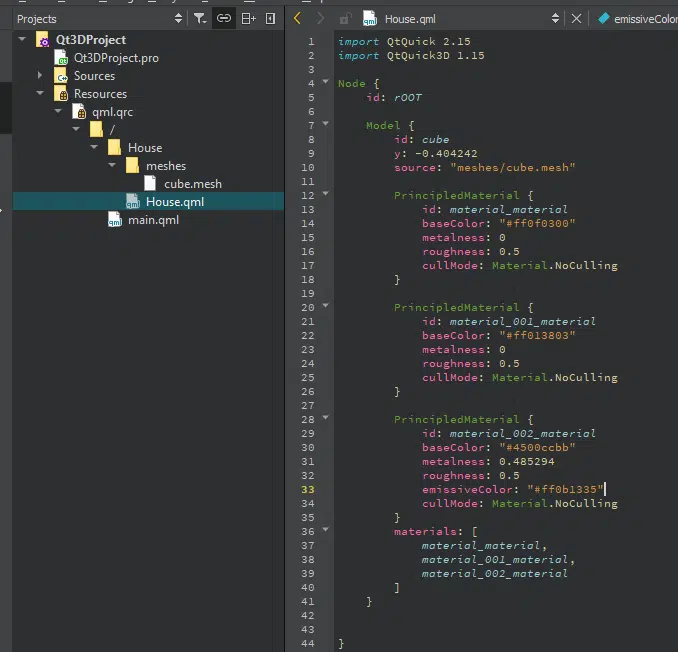 Projects
Qt3DProject
Qt3DProject.pro
Sources
Resources
qml.qrc
/
House
meshes
cube.mesh
House.qml
main.qml
House.qml
emissiveColor
1 import QtQuick 2.15
2 import QtQuick3D 1.15
3
4 Node {
5 id: rOOT
6
7 Model {
8 id: cube
9 y: -0.404242
10 source: "meshes/cube.mesh"
11
12 PrincipledMaterial {
13 id: material_material
14 baseColor: "#ff0f0300"
15 metalness: 0
16 roughness: 0.5
17 cullMode: Material.NoCulling
18 }
19
20 PrincipledMaterial {
21 id: material_001_material
22 baseColor: "#ff013803"
23 metalness: 0
24 roughness: 0.5
25 cullMode: Material.NoCulling
26 }
27
28 PrincipledMaterial {
29 id: material_002_material
30 baseColor: "#4500ccbb"
31 metalness: 0.485294
32 roughness: 0.5
33 emissiveColor: "#ff0b1335"
34 cullMode: Material.NoCulling
35 }
36 materials: [
37 material_material,
38 material_001_material,
39 material_002_material
40 ]
41 }
42
43
44 }